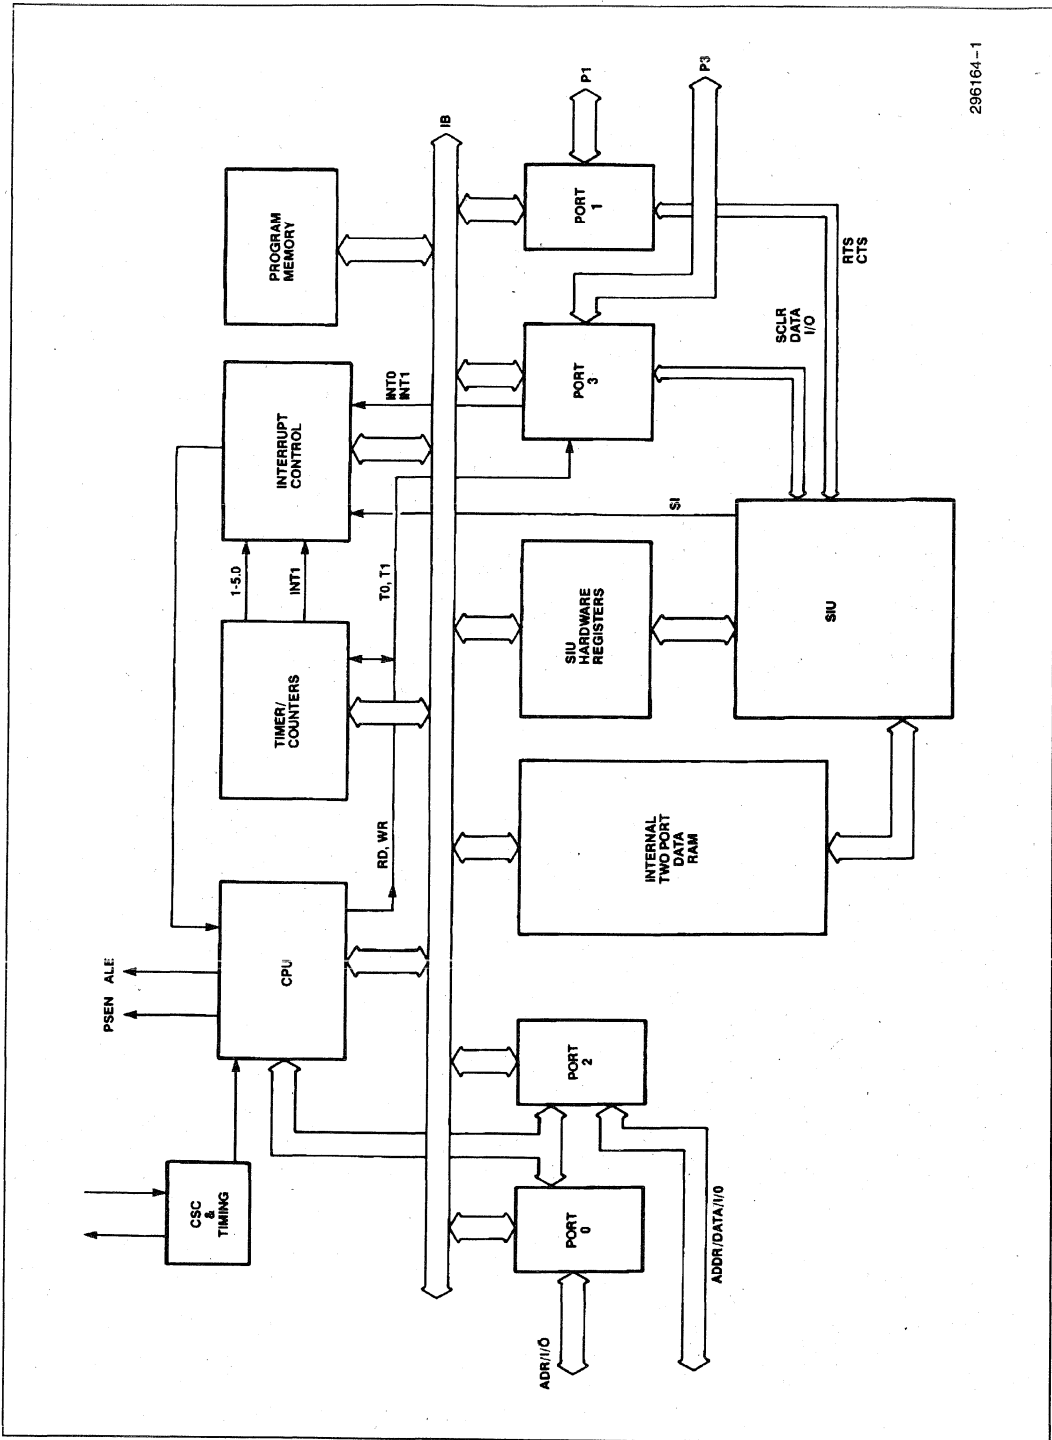 296164-1
CSC
&
TIMING
PSEN
ALE
CPU
TIMER/
COUNTERS
1-5.0
INT1
INTERRUPT
CONTROL
PROGRAM
MEMORY
RD, WR
T0, T1
INT0
INT1
IB
ADR/I/O
PORT
0
PORT
2
ADDR/DATA/I/0
INTERNAL
TWO PORT
DATA
RAM
SIU
HARDWARE
REGISTERS
SI
PORT
3
PORT
1
P1
P3
SIU
SCLR
DATA
I/O
RTS
CTS